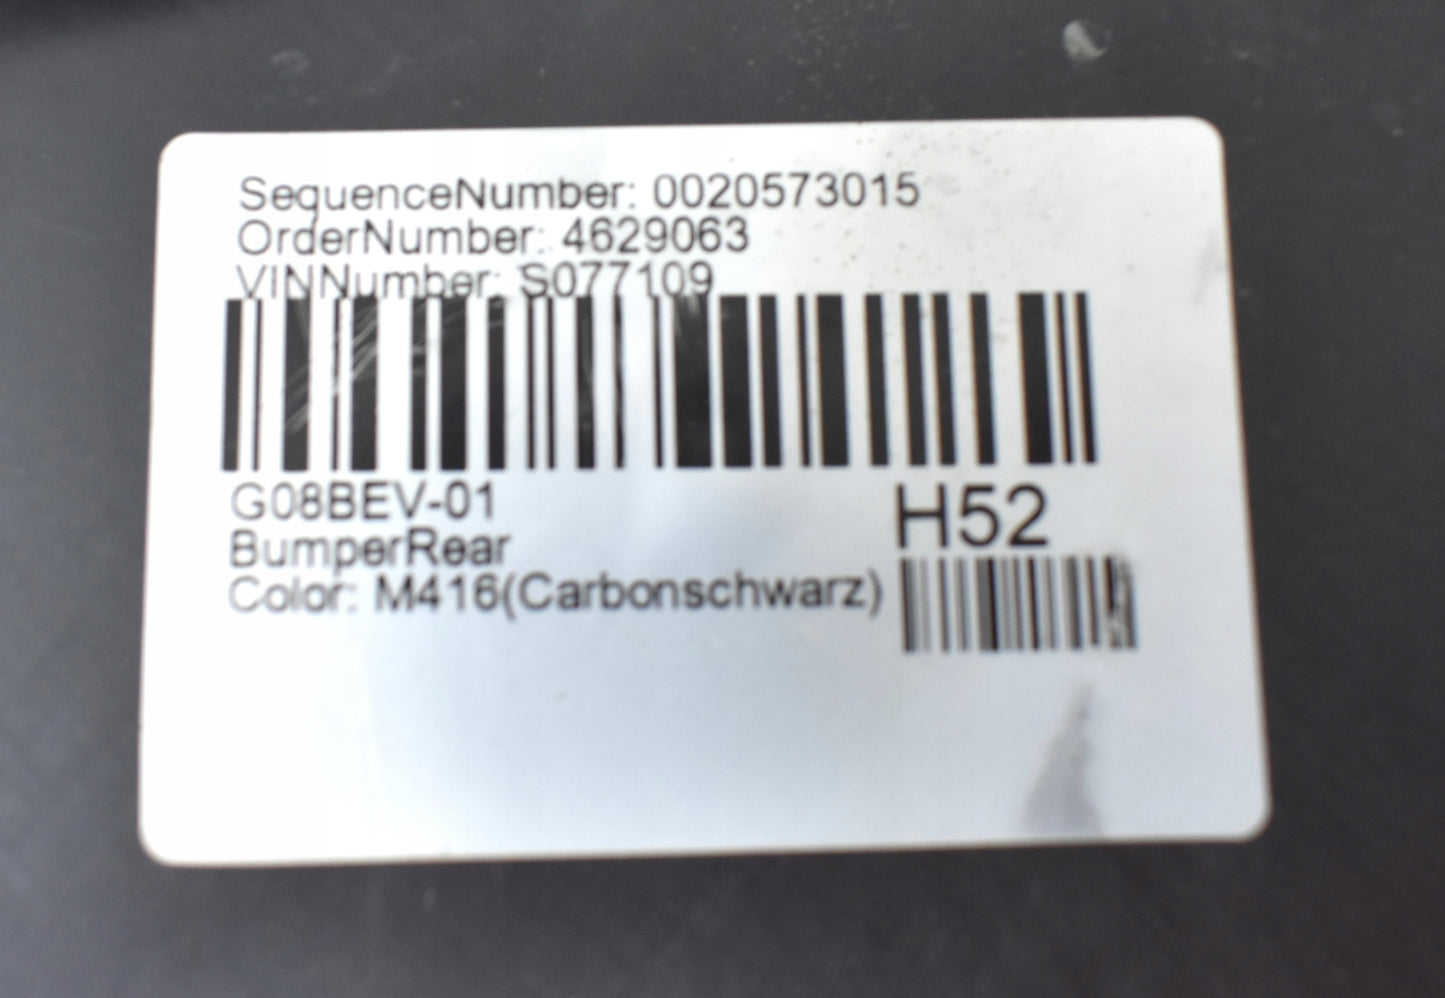 SequenceNumber: 0020573015
OrderNumber: 4629063
VINNumber: S077109
G08BEV-01
H52
BumperRear
Color: M416(Carbonschwarz)